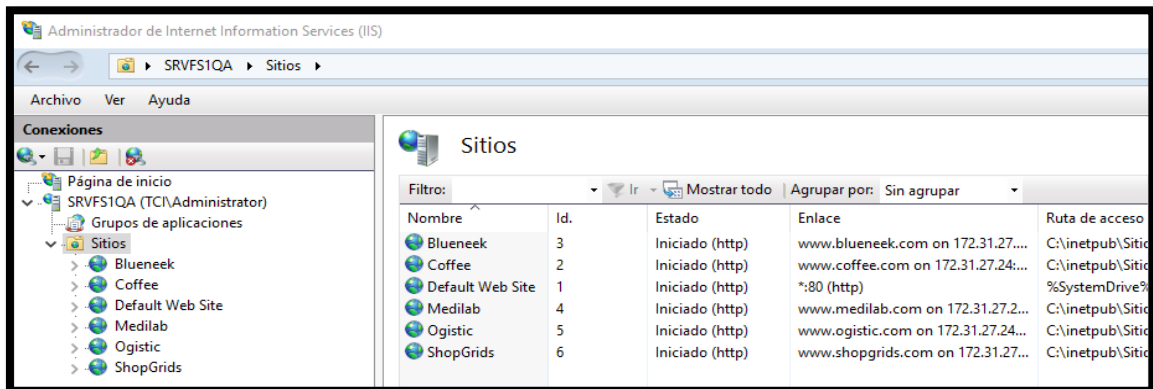 Administrador de Internet Information Services (IIS)
SRVFS1QA Sitios
Archivo Ver Ayuda
Conexiones
Página de inicio
SRVFS1QA (TCI\Administrator)
Grupos de aplicaciones
Sitios
Blueneek
Coffee
Default Web Site
Medilab
Ogistic
ShopGrids
Sitios
Filtro: Ir Mostrar todo Agrupar por: Sin agrupar
Nombre Id. Estado Enlace Ruta de acceso
Blueneek 3 Iniciado (http) www.blueneek.com on 172.31.27.... C:\inetpub\Sitic
Coffee 2 Iniciado (http) www.coffee.com on 172.31.27.24:... C:\inetpub\Sitic
Default Web Site 1 Iniciado (http) *:80 (http) %SystemDrive%
Medilab 4 Iniciado (http) www.medilab.com on 172.31.27.2... C:\inetpub\Sitic
Ogistic 5 Iniciado (http) www.ogistic.com on 172.31.27.24... C:\inetpub\Sitic
ShopGrids 6 Iniciado (http) www.shopgrids.com on 172.31.27... C:\inetpub\Sitic